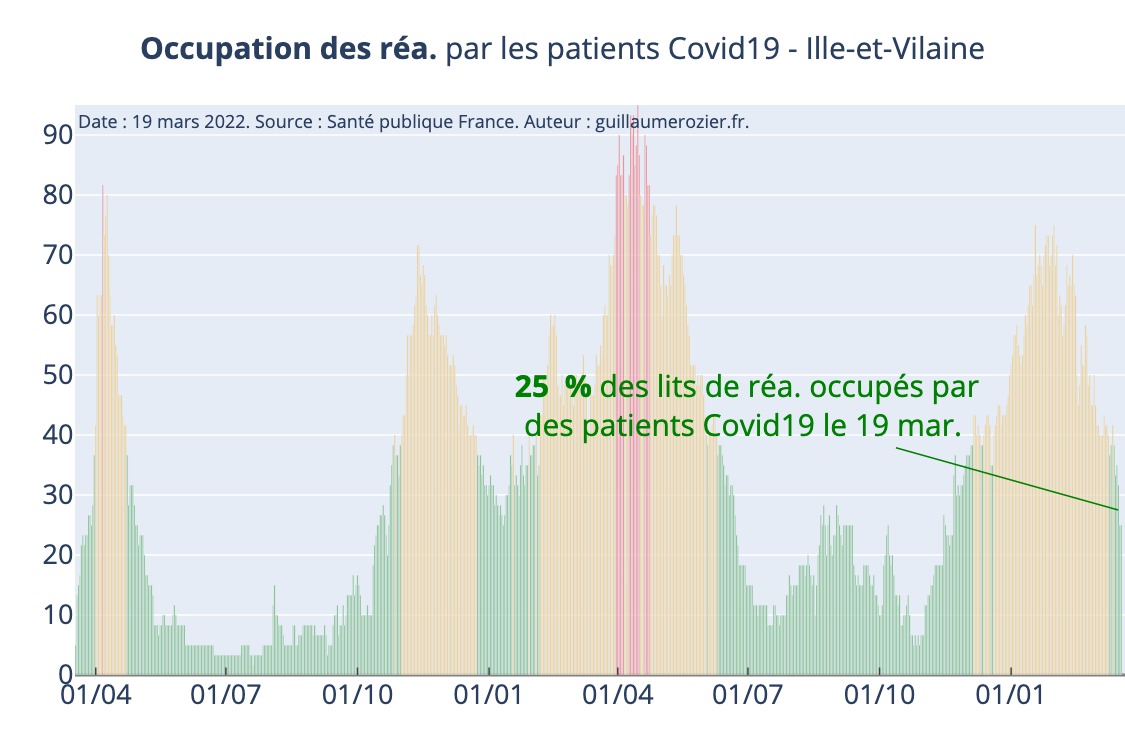 Occupation des réa. par les patients Covid19 - Ille-et-Vilaine
Date : 19 mars 2022. Source : Santé publique France. Auteur : guillaumerozier.fr.
90
80
70
60
50
40
30
20
10
0
25 % des lits de réa. occupés par
des patients Covid19 le 19 mar.
01/04 01/07 01/10 01/01 01/04 01/07 01/10 01/01